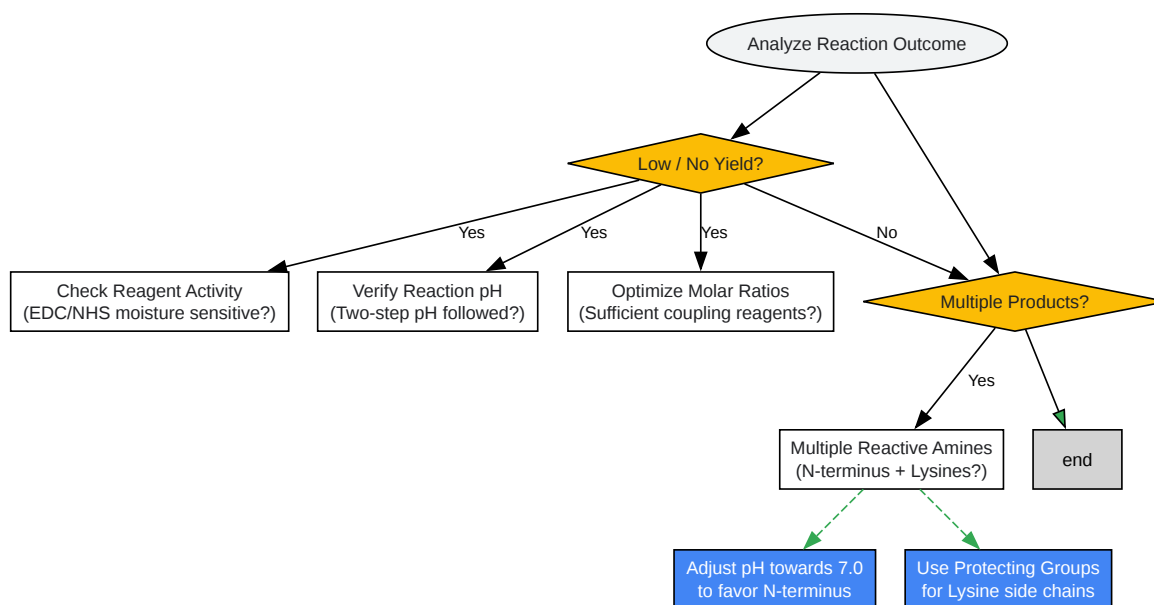 Analyze Reaction Outcome
Low / No Yield?
Yes
Yes
Yes
No
Check Reagent Activity
(EDC/NHS moisture sensitive?)
Verify Reaction pH
(Two-step pH followed?)
Optimize Molar Ratios
(Sufficient coupling reagents?)
Multiple Products?
Yes
Multiple Reactive Amines
(N-terminus + Lysines?)
end
Adjust pH towards 7.0
to favor N-terminus
Use Protecting Groups
for Lysine side chains